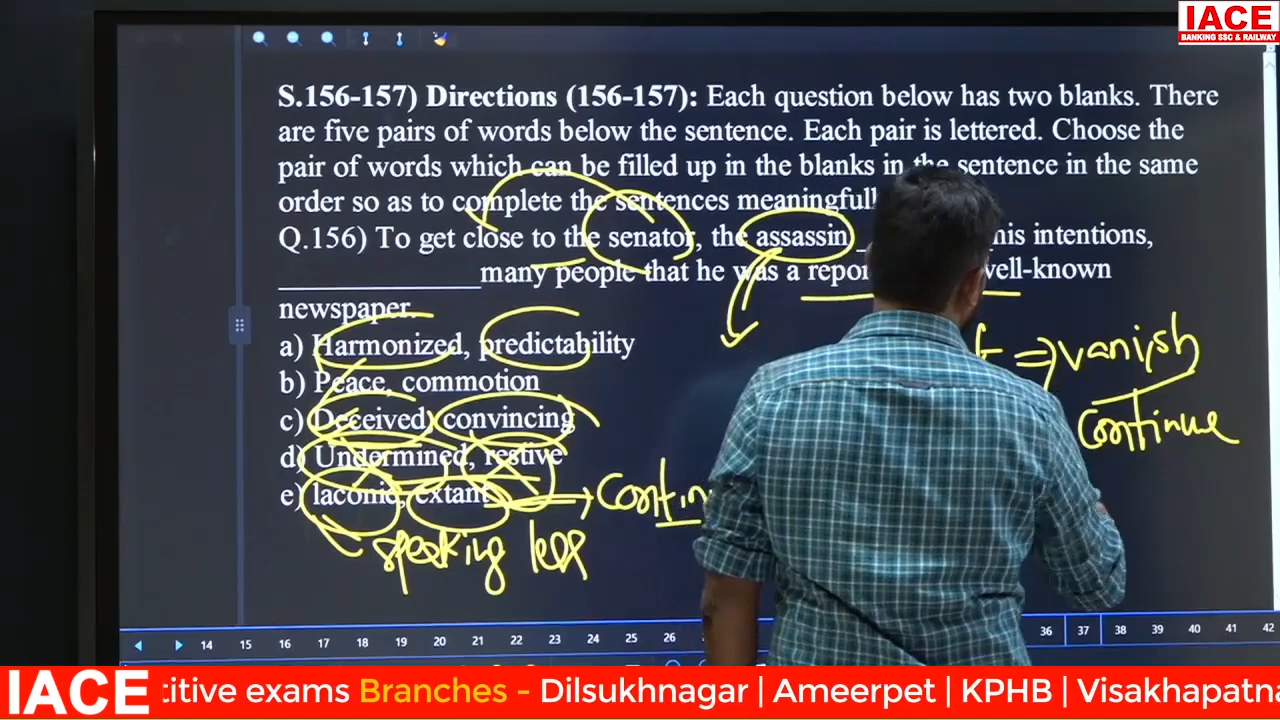 IACE
BANKING SSC & RAILWAY
S.156-157) Directions (156-157): Each question below has two blanks. There
are five pairs of words below the sentence. Each pair is lettered. Choose the
pair of words which can be filled up in the blanks in the sentence in the same
order so as to complete the sentences meaningfull
Q.156) To get close to the senator, the assassin _ his intentions,
________________many people that he was a repor well-known
newspaper.
a) Harmonized, predictability
b) Peace, commotion
c) Deceived, convincing
d) Undermined, restive
e) laconic, extant
⇒ vanish
continue
contin
speaking less
14 15 16 17 18 19 20 21 22 23 24 25 26 36 37 38 39 40 41 42
IACE
titive exams Branches - Dilsukhnagar | Ameerpet | KPHB | Visakhapatna